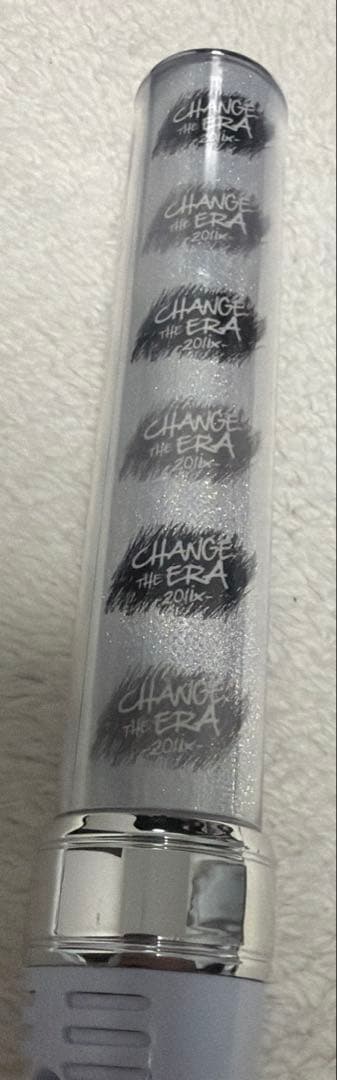 CHANGE
THE ERA
-201ix-
CHANGE
THE ERA
-201ix-
CHANGE
THE ERA
-201ix-
CHANGE
THE ERA
-201ix-
CHANGE
THE ERA
-201ix-
CHANGE
THE ERA
-201ix-